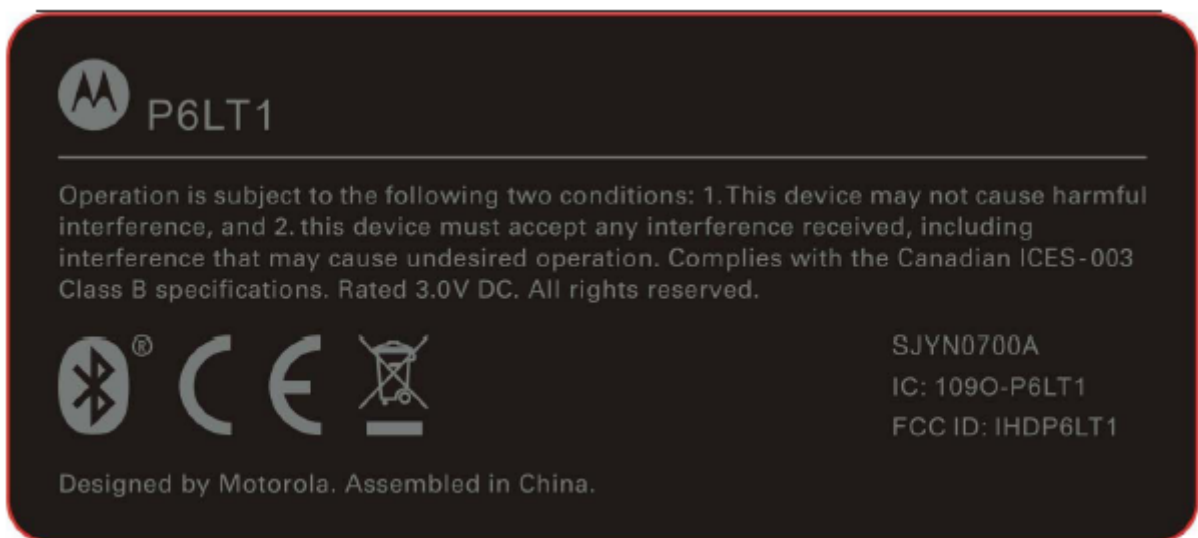 P6LT1
Operation is subject to the following two conditions: 1. This device may not cause harmful
interference, and 2. this device must accept any interference received, including
interference that may cause undesired operation. Complies with the Canadian ICES-003
Class B specifications. Rated 3.0V DC. All rights reserved.
® CE
SJYN0700A
IC: 109O-P6LT1
FCC ID: IHDP6LT1
Designed by Motorola. Assembled in China.